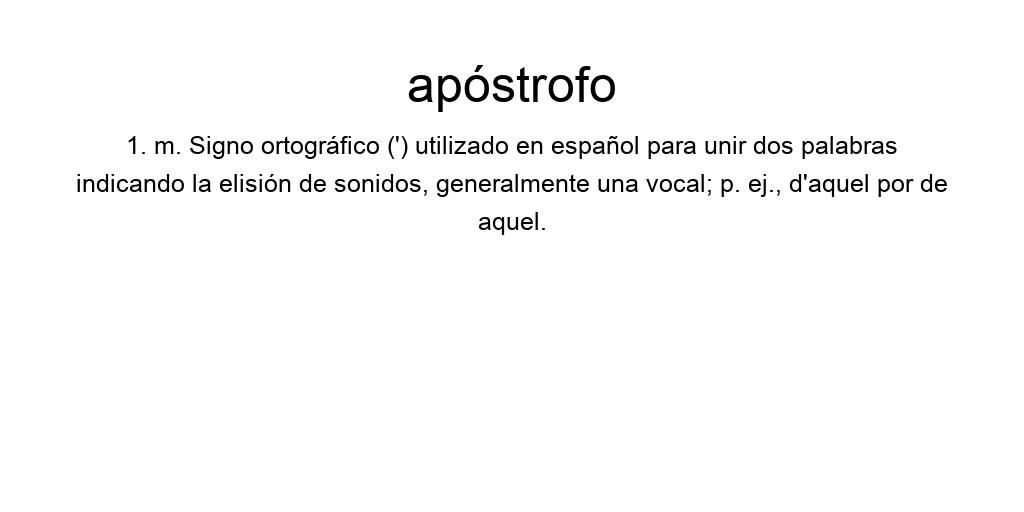 apóstrofo
1. m. Signo ortográfico (') utilizado en español para unir dos palabras
indicando la elisión de sonidos, generalmente una vocal; p. ej., d'aquel por de
aquel.